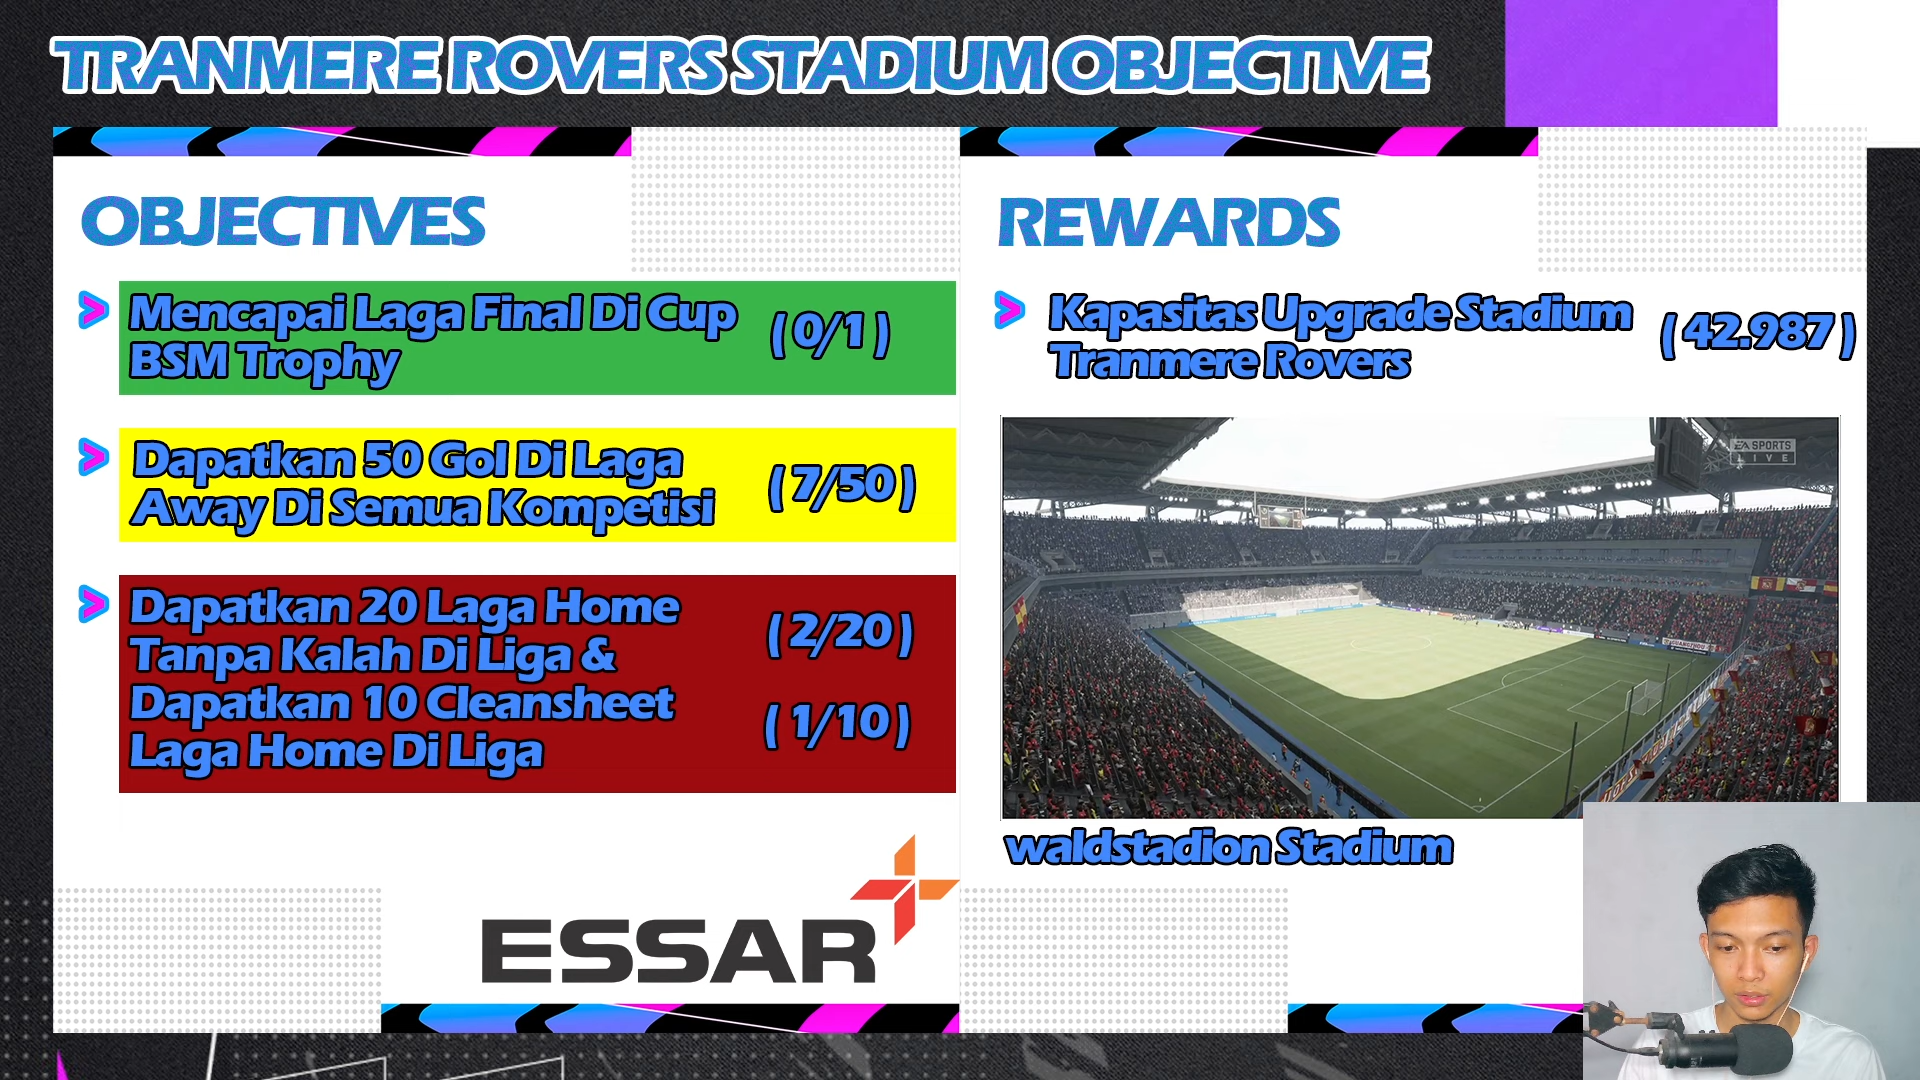 TRANMERE ROVERS STADIUM OBJECTIVE
OBJECTIVES
> Mencapai Laga Final Di Cup
BSM Trophy
( 0/1 )
> Dapatkan 50 Gol Di Laga
Away Di Semua Kompetisi
( 7/50 )
> Dapatkan 20 Laga Home
Tanpa Kalah Di Liga &
( 2/20 )
Dapatkan 10 Cleansheet
Laga Home Di Liga
( 1/10 )
ESSAR
REWARDS
> Kapasitas Upgrade Stadium
Tranmere Rovers
( 42.987 )
EA SPORTS
LIVE
GUANGZHOU
waldstadion Stadium